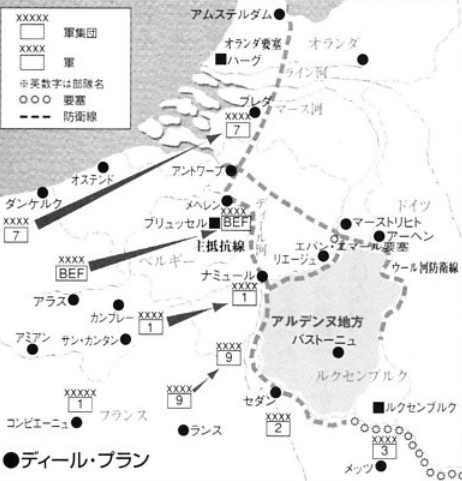 XXXXX
軍集団
XXXX
軍
※英数字は部隊名
要塞
防衛線
アムステルダム
オランダ要塞
オランダ
ハーグ
ライン河
ブレダ
マース河
XXXX
7
オステンド
アントワープ
ダンケルク
XXXX
7
メヘレン
XXXX
BEF
ディール河
ドイツ
ブリュッセル
主抵抗線
マーストリヒト
アーヘン
エバン・エマール要塞
リエージュ
XXXX
BEF
ベルギー
ナミュール
ウール河防衛線
XXXX
1
アラス
カンブレー
XXXX
1
アルデンヌ地方
バストーニュ
アミアン
サン・カンタン
XXXX
9
ルクセンブルク
XXXXX
1
フランス
XXXX
9
セダン
XXXX
2
ルクセンブルク
コンピエーニュ
ランス
XXXX
3
メッツ
●ディール・プラン